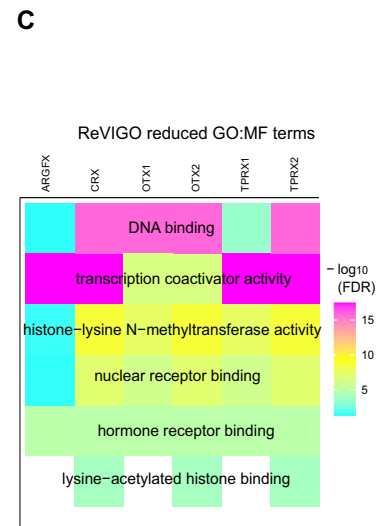 C
ReVIGO reduced GO:MF terms
ARGFX CRX OTX1 OTX2 TPRX1 TPRX2
DNA binding
transcription coactivator activity
histone−lysine N−methyltransferase activity
nuclear receptor binding
hormone receptor binding
lysine−acetylated histone binding
− log10
(FDR)
15
10
5